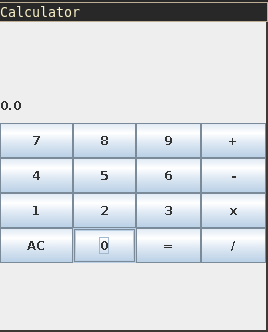 Calculator
0.0
7 8 9 +
4 5 6 -
1 2 3 x
AC 0 = /